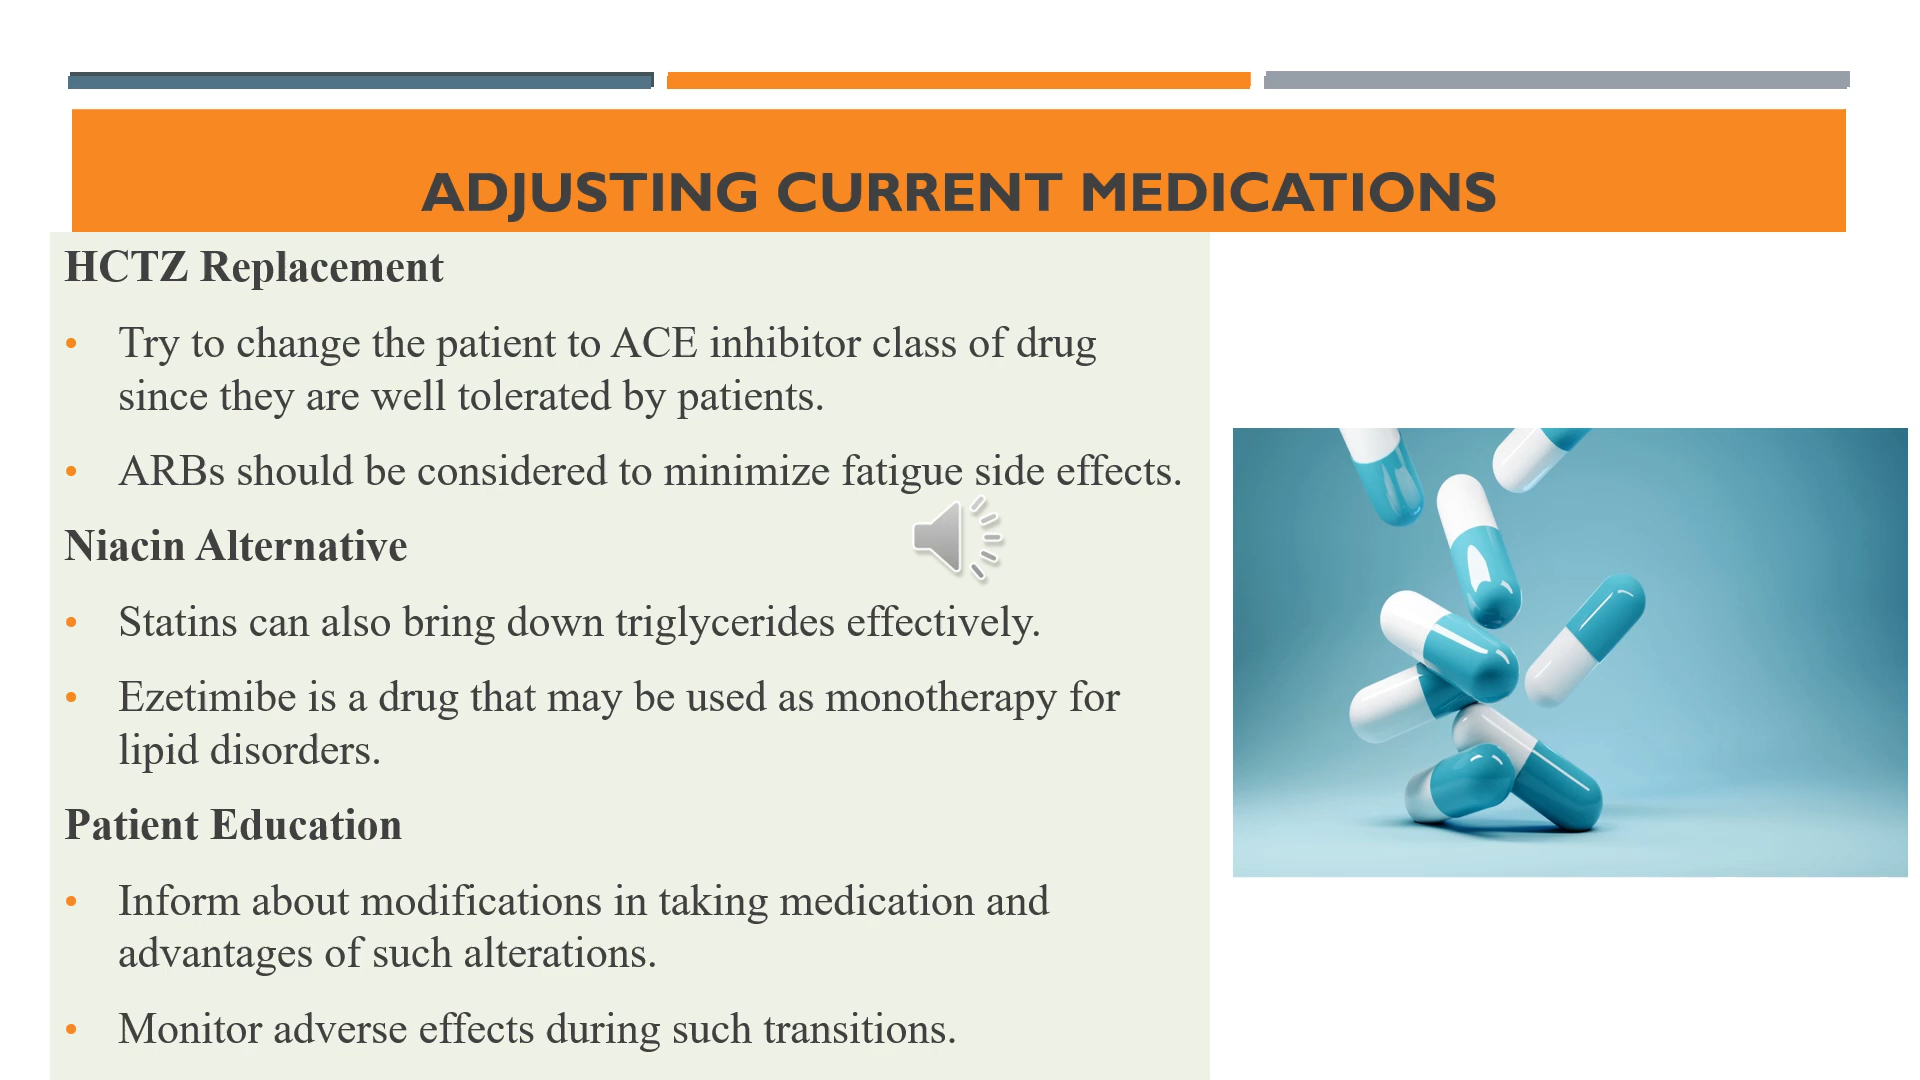 ADJUSTING CURRENT MEDICATIONS
HCTZ Replacement
• Try to change the patient to ACE inhibitor class of drug
since they are well tolerated by patients.
• ARBs should be considered to minimize fatigue side effects.
Niacin Alternative
• Statins can also bring down triglycerides effectively.
• Ezetimibe is a drug that may be used as monotherapy for
lipid disorders.
Patient Education
• Inform about modifications in taking medication and
advantages of such alterations.
• Monitor adverse effects during such transitions.